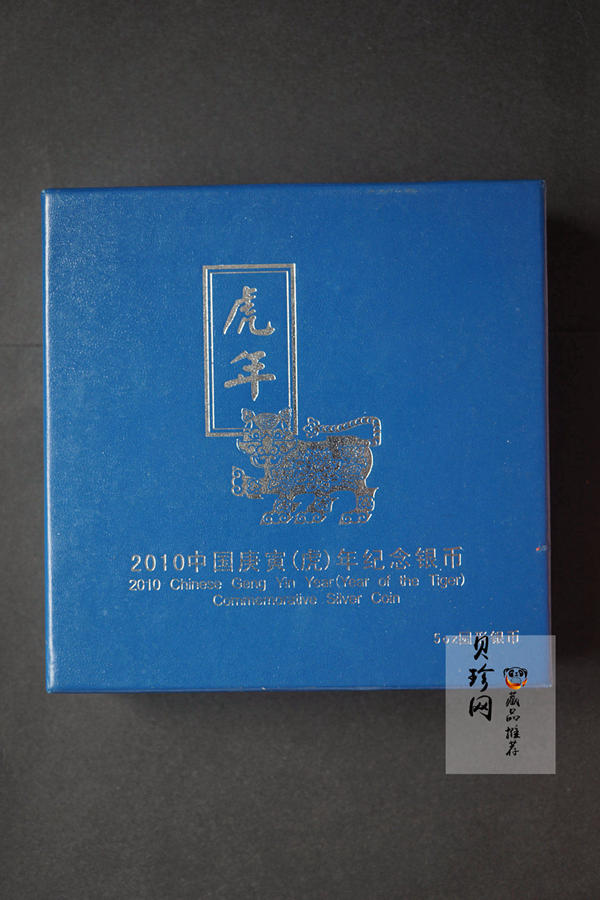 虎年
2010中国庚寅(虎)年纪念银币
2010 Chinese Geng Yin Year(Year of the Tiger)
Commemorative Silver Coin
5oz圆形银币
贝珍网
藏品推荐